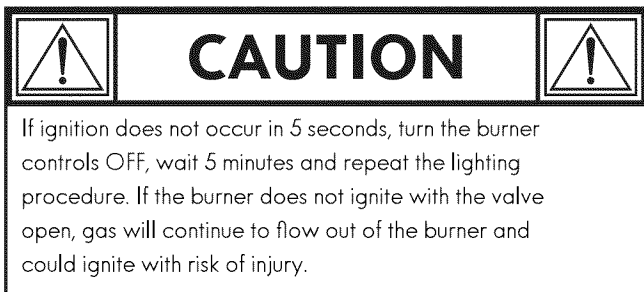 CAUTION
If ignition does not occur in 5 seconds, turn the burner
controls OFF, wait 5 minutes and repeat the lighting
procedure. If the burner does not ignite with the valve
open, gas will continue to flow out of the burner and
could ignite with risk of injury.